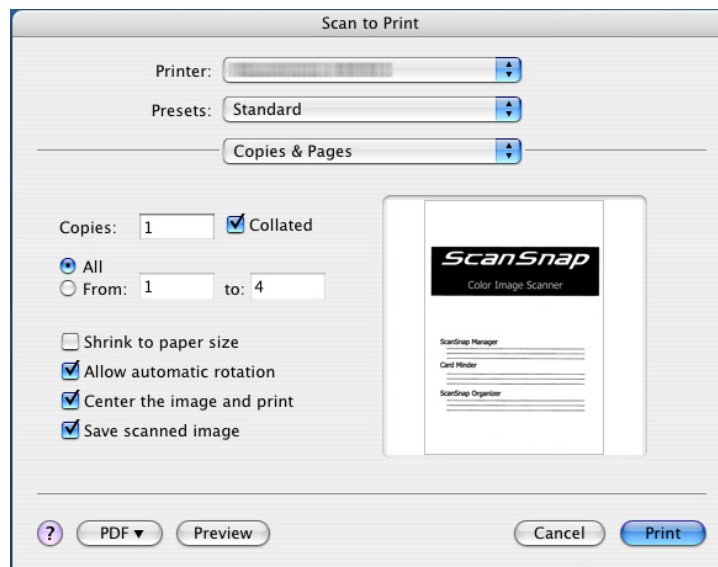 Scan to Print
Printer:
Presets: Standard
Copies & Pages
Copies: 1 Collated
All
From: 1 to: 4
Shrink to paper size
Allow automatic rotation
Center the image and print
Save scanned image
ScanSnap
Color Image Scanner
ScanSnap Manager
Card Minder
ScanSnap Organizer
? PDF▼ Preview Cancel Print